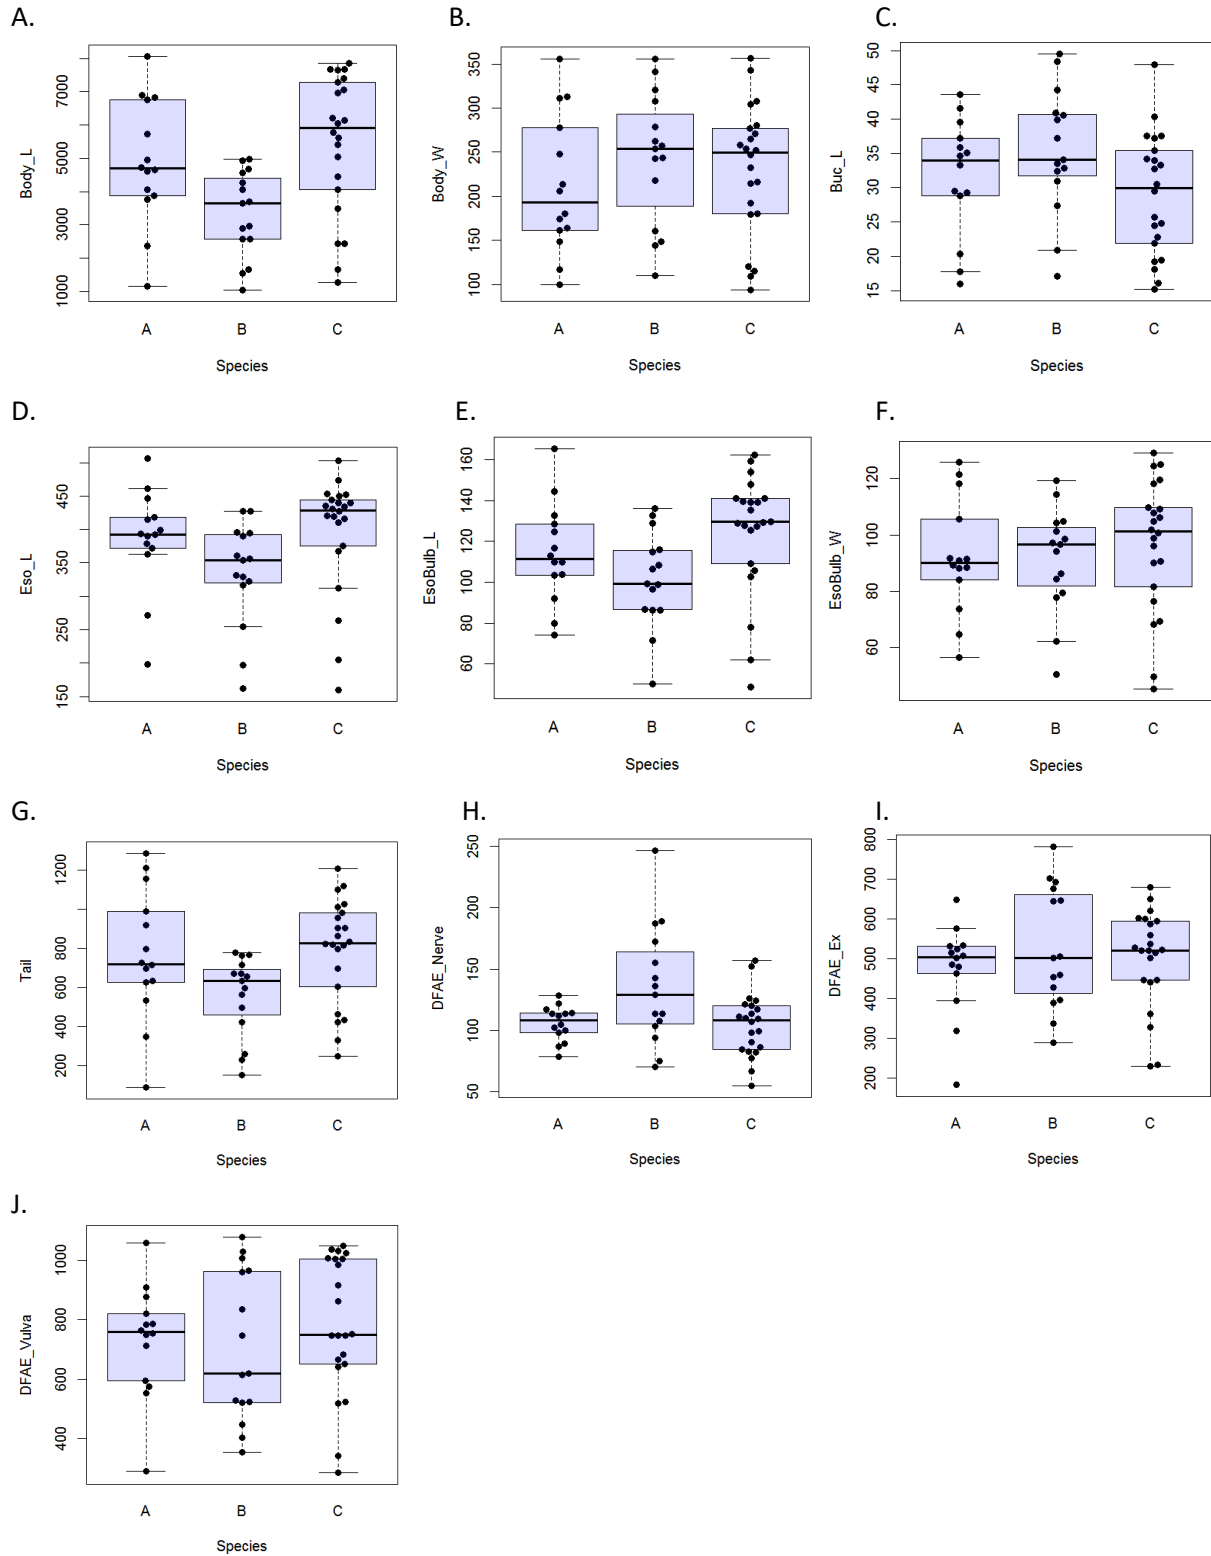 A.
Body_L
1000 3000 5000 7000
A B C
Species
B.
Body_W
100 150 200 250 300 350
A B C
Species
C.
Buc_L
15 20 25 30 35 40 45 50
A B C
Species
D.
Eso_L
150 250 350 450
A B C
Species
E.
EsoBulb_L
60 80 100 120 140 160
A B C
Species
F.
EsoBulb_W
60 80 100 120
A B C
Species
G.
Tail
200 400 600 800 1200
A B C
Species
H.
DFAE_Nerve
50 100 150 200 250
A B C
Species
I.
DFAE_Ex
200 300 400 500 600 700 800
A B C
Species
J.
DFAE_Vulva
400 600 800 1000
A B C
Species